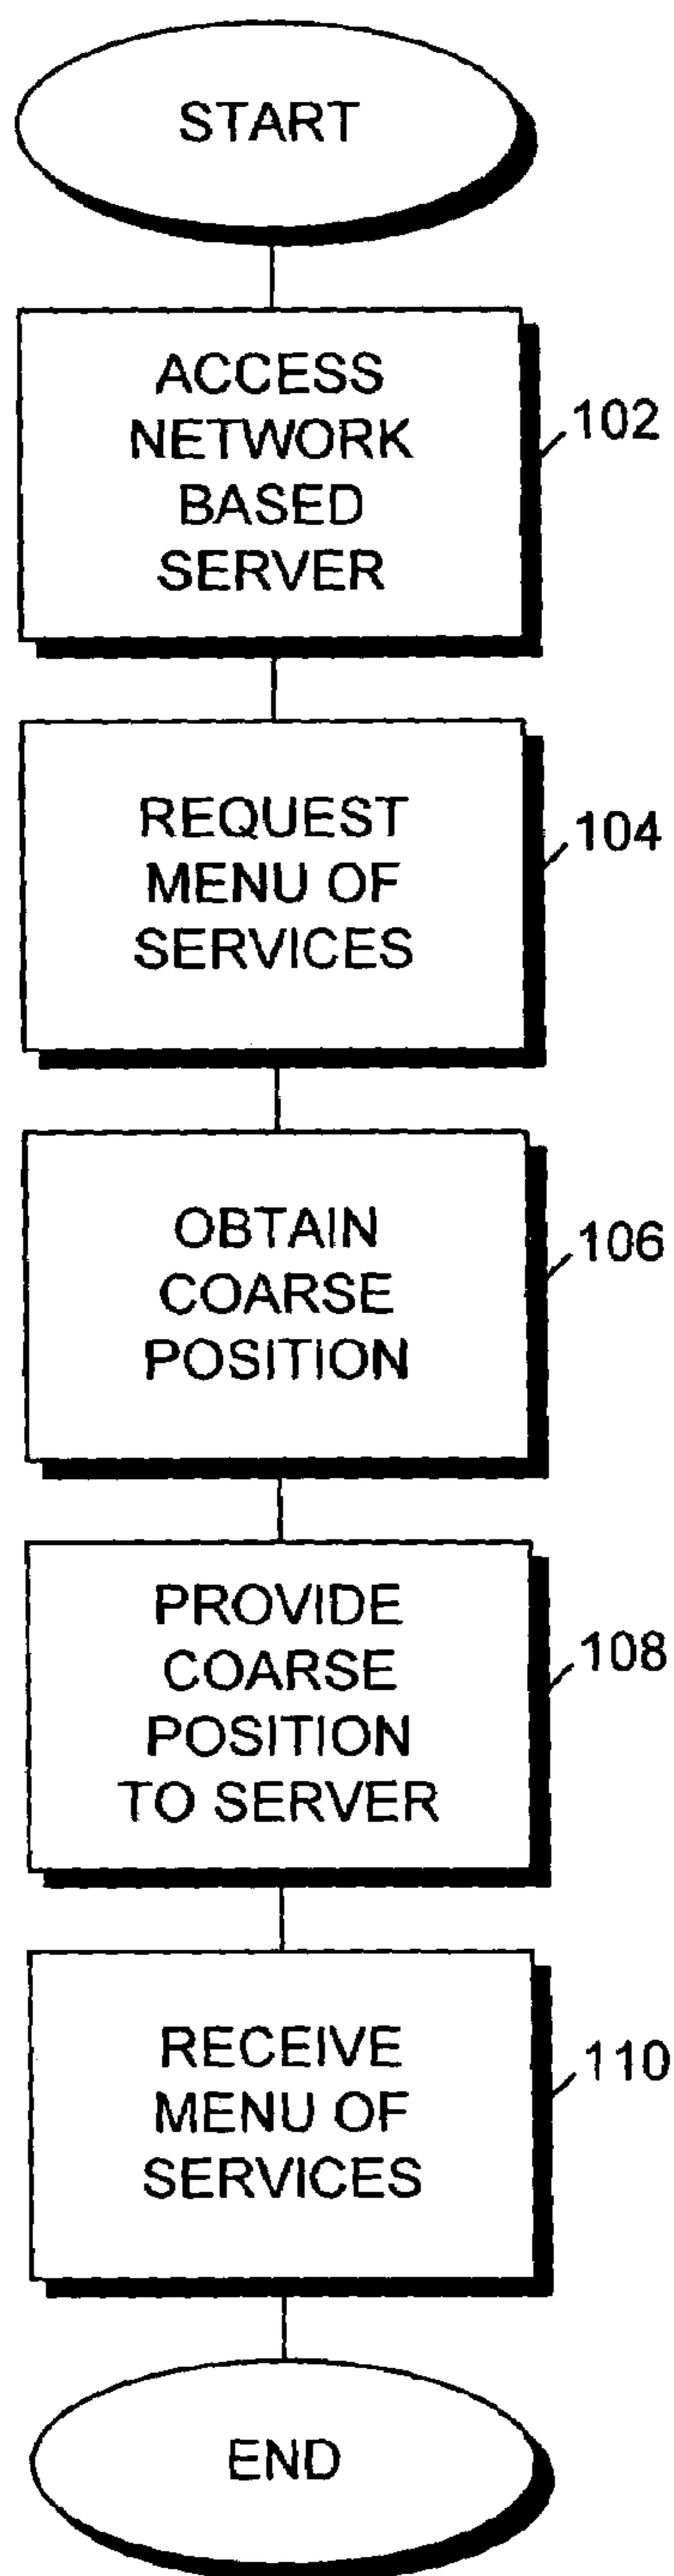 START
ACCESS
NETWORK
BASED
SERVER
102
REQUEST
MENU OF
SERVICES
104
OBTAIN
COARSE
POSITION
106
PROVIDE
COARSE
POSITION
TO SERVER
108
RECEIVE
MENU OF
SERVICES
110
END